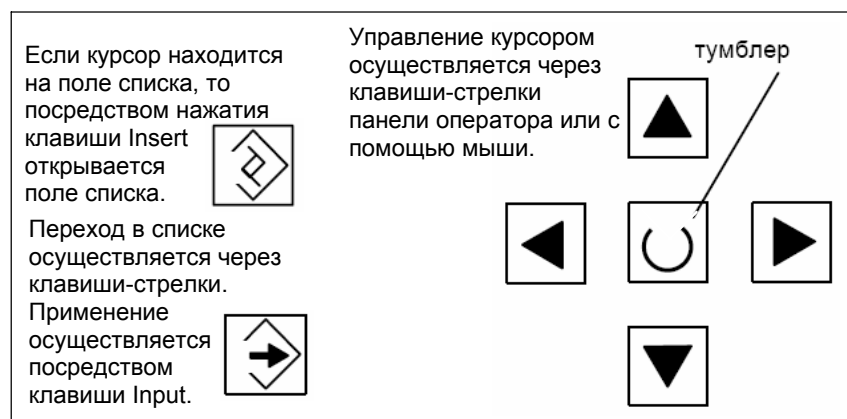 Если курсор находится
на поле списка, то
посредством нажатия
клавиши Insert
открывается
поле списка.
Переход в списке
осуществляется через
клавиши-стрелки.
Применение
осуществляется
посредством
клавиши Input.
Управление курсором
осуществляется через
клавиши-стрелки
панели оператора или с
помощью мыши.
тумблер